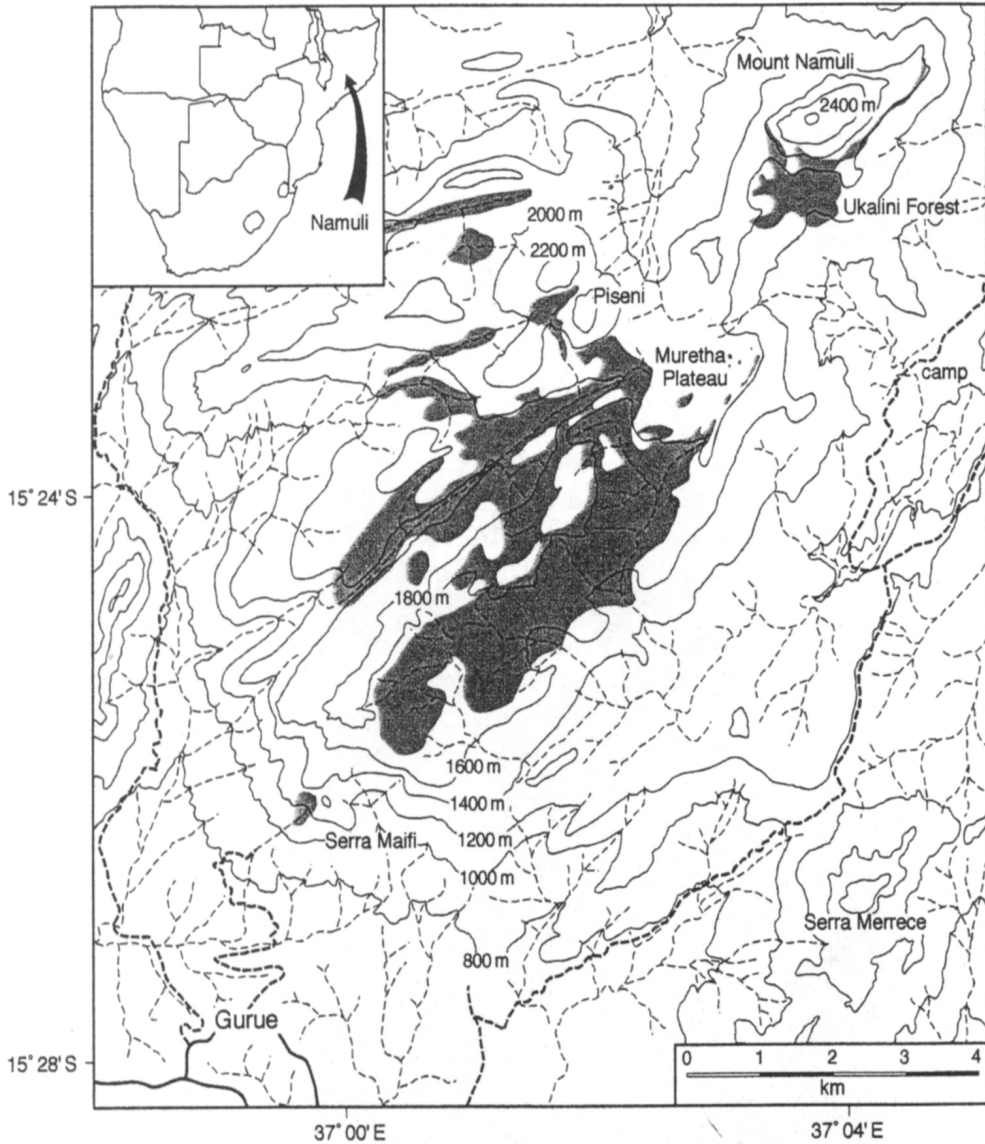 Namuli
Mount Namuli
2400 m
Ukalini Forest
2000 m
2200 m
Piseni
Muretha
Plateau
camp
15° 24' S
1800 m
1600 m
1400 m
Serra Maifi
1200 m
1000 m
Serra Merrece
800 m
Gurue
15° 28' S
0 1 2 3 4
km
37° 00' E
37° 04' E